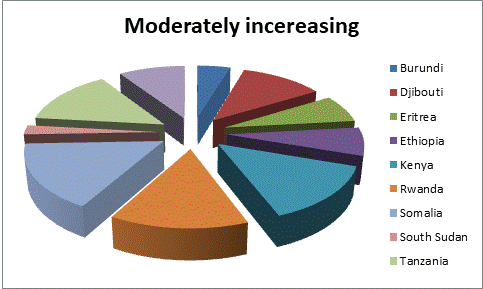 Moderately incereasing
Burundi
Djibouti
Eritrea
Ethiopia
Kenya
Rwanda
Somalia
South Sudan
Tanzania